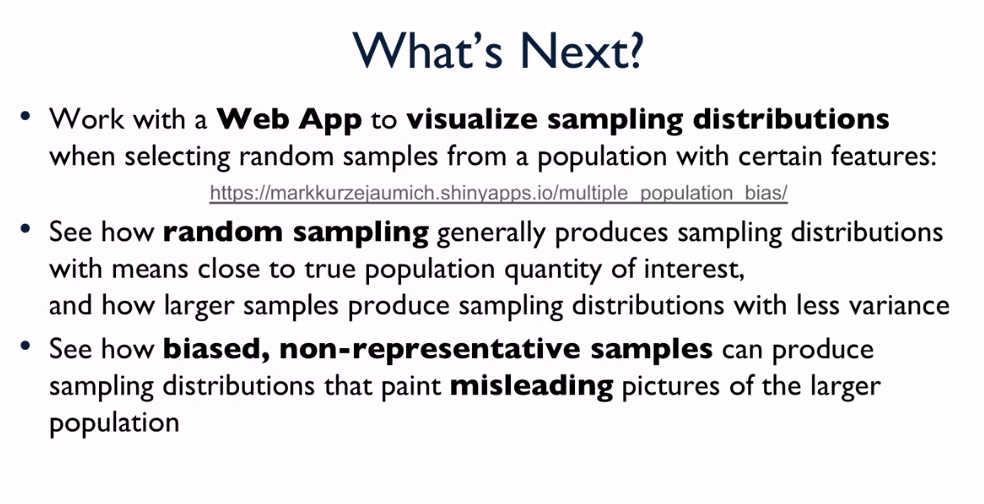 What's Next?
• Work with a Web App to visualize sampling distributions
when selecting random samples from a population with certain features:
https://markkurzejaumich.shinyapps.io/multiple_population_bias/
• See how random sampling generally produces sampling distributions
with means close to true population quantity of interest,
and how larger samples produce sampling distributions with less variance
• See how biased, non-representative samples can produce
sampling distributions that paint misleading pictures of the larger
population